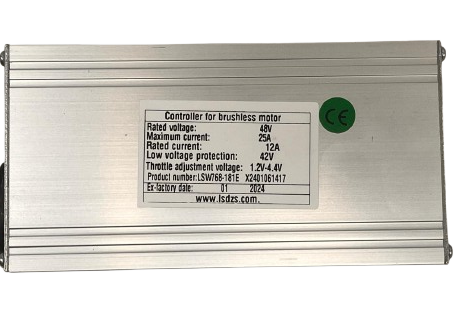 Controller for brushless motor
Rated voltage: 48V
Maximum current: 25A
Rated current: 12A
Low voltage protection: 42V
Throttle adjustment voltage: 1.2V-4.4V
Product number:LSW768-181E X2401061417
Ex-factory date: 01 2024
www.lsdzs.com.
CE